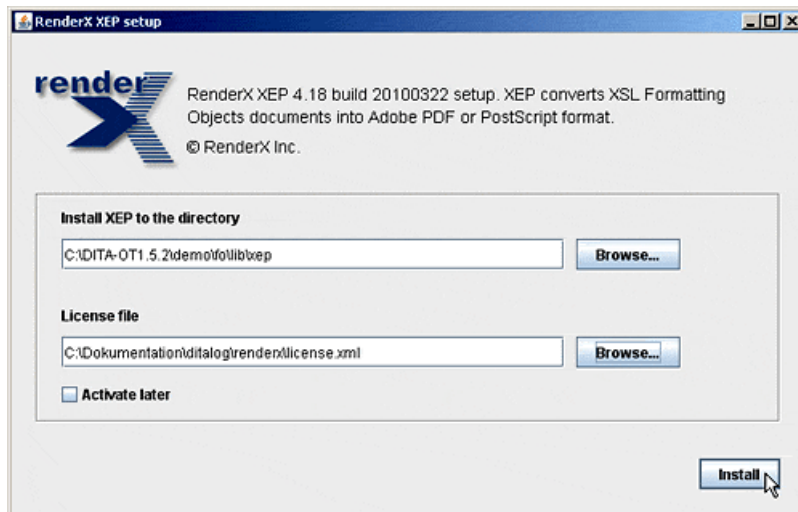 RenderX XEP setup
render
X
RenderX XEP 4.18 build 20100322 setup. XEP converts XSL Formatting
Objects documents into Adobe PDF or PostScript format.
© RenderX Inc.
Install XEP to the directory
C:\DITA-OT1.5.2\demo\fo\lib\xep
Browse...
License file
C:\Dokumentation\ditalog\renderx\license.xml
Browse...
Activate later
Install